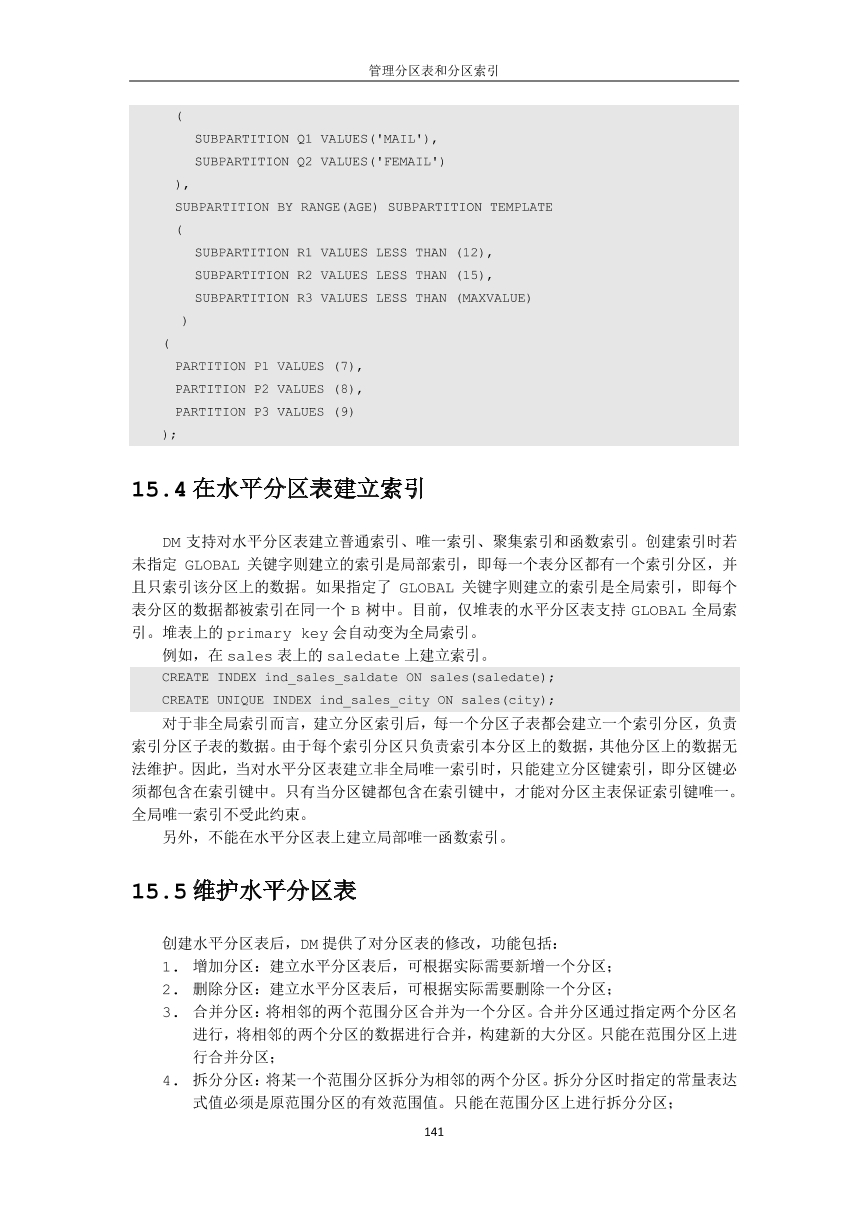 管理分区表和分区索引
(
SUBPARTITION Q1 VALUES('MAIL'),
SUBPARTITION Q2 VALUES('FEMAIL')
),
SUBPARTITION BY RANGE(AGE) SUBPARTITION TEMPLATE
(
SUBPARTITION R1 VALUES LESS THAN (12),
SUBPARTITION R2 VALUES LESS THAN (15),
SUBPARTITION R3 VALUES LESS THAN (MAXVALUE)
)
(
PARTITION P1 VALUES (7),
PARTITION P2 VALUES (8),
PARTITION P3 VALUES (9)
);
15.4 在水平分区表建立索引
DM 支持对水平分区表建立普通索引、唯一索引、聚集索引和函数索引。创建索引时若
未指定 GLOBAL 关键字则建立的索引是局部索引，即每一个表分区都有一个索引分区，并
且只索引该分区上的数据。如果指定了 GLOBAL 关键字则建立的索引是全局索引，即每个
表分区的数据都被索引在同一个 B 树中。目前，仅堆表的水平分区表支持 GLOBAL 全局索
引。堆表上的 primary key 会自动变为全局索引。
例如，在 sales 表上的 saledate 上建立索引。
CREATE INDEX ind_sales_saldate ON sales(saledate);
CREATE UNIQUE INDEX ind_sales_city ON sales(city);
对于非全局索引而言，建立分区索引后，每一个分区子表都会建立一个索引分区，负责
索引分区子表的数据。由于每个索引分区只负责索引本分区上的数据，其他分区上的数据无
法维护。因此，当对水平分区表建立非全局唯一索引时，只能建立分区键索引，即分区键必
须都包含在索引键中。只有当分区键都包含在索引键中，才能对分区主表保证索引键唯一。
全局唯一索引不受此约束。
另外，不能在水平分区表上建立局部唯一函数索引。
15.5 维护水平分区表
创建水平分区表后，DM 提供了对分区表的修改，功能包括：
1. 增加分区：建立水平分区表后，可根据实际需要新增一个分区；
2. 删除分区：建立水平分区表后，可根据实际需要删除一个分区；
3. 合并分区：将相邻的两个范围分区合并为一个分区。合并分区通过指定两个分区名
进行，将相邻的两个分区的数据进行合并，构建新的大分区。只能在范围分区上进
行合并分区；
4. 拆分分区：将某一个范围分区拆分为相邻的两个分区。拆分分区时指定的常量表达
式值必须是原范围分区的有效范围值。只能在范围分区上进行拆分分区；
141